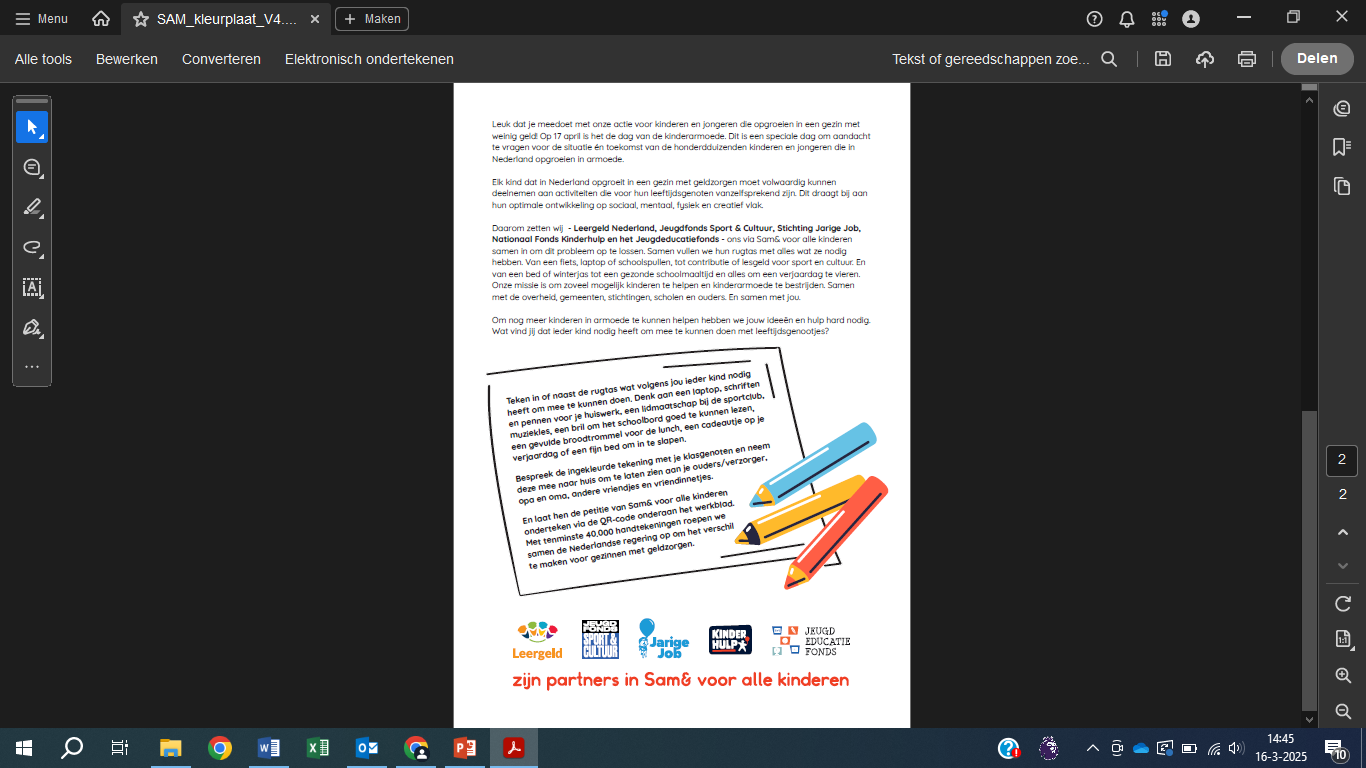 Menu
SAM_kleurplaat_V4....
Maken
Alle tools
Bewerken
Converteren
Elektronisch ondertekenen
Tekst of gereedschappen zoe...
Delen
Leuk dat je meedoet met onze actie voor kinderen en jongeren die opgroeien in een gezin met
weinig geld! Op 17 april is het de dag van de kinderarmoede. Dit is een speciale dag om aandacht
te vragen voor de situatie én toekomst van de honderdduizenden kinderen en jongeren die in
Nederland opgroeien in armoede.
Elk kind dat in Nederland opgroeit in een gezin met geldzorgen moet volwaardig kunnen
deelnemen aan activiteiten die voor hun leeftijdsgenoten vanzelfsprekend zijn. Dit draagt bij aan
hun optimale ontwikkeling op sociaal, mentaal, fysiek en creatief vlak.
Daarom zetten wij - Leergeld Nederland, Jeugdfonds Sport & Cultuur, Stichting Jarige Job,
Nationaal Fonds Kinderhulp en het Jeugdeducatiefonds - ons via Sam& voor alle kinderen
samen in om dit probleem op te lossen. Samen vullen we hun rugtas met alles wat ze nodig
hebben. Van een fiets, laptop of schoolspullen, tot contributie of lesgeld voor sport en cultuur. En
van een bed of winterjas tot een gezonde schoolmaaltijd en alles om een verjaardag te vieren.
Onze missie is om zoveel mogelijk kinderen te helpen en kinderarmoede te bestrijden. Samen
met de overheid, gemeenten, stichtingen, scholen en ouders. En samen met jou.
Om nog meer kinderen in armoede te kunnen helpen hebben we jouw ideeën en hulp hard nodig.
Wat vind jij dat ieder kind nodig heeft om mee te kunnen doen met leeftijdsgenootjes?
Teken in of naast de rugtas wat volgens jou ieder kind nodig
heeft om mee te kunnen doen. Denk aan een laptop, schriften
en pennen voor je huiswerk, een lidmaatschap bij de sportclub,
muziekles, een bril om het schoolbord goed te kunnen lezen,
een gevulde broodtrommel voor de lunch, een cadeautje op je
verjaardag of een fijn bed om in te slapen.
Bespreek de ingekleurde tekening met je klasgenoten en neem
deze mee naar huis om te laten zien aan je ouders/verzorger,
opa en oma, andere vriendjes en vriendinnetjes.
En laat hen de petitie van Sam& voor alle kinderen
onderteken via de QR-code onderaan het werkblad.
Met tenminste 40.000 handtekeningen roepen we
samen de Nederlandse regering op om het verschil
te maken voor gezinnen met geldzorgen.
Leergeld
JEUGD
FONDS
SPORT &
CULTUUR
Jarige
Job
KINDER
HULP
JEUGD
EDUCATIE
FONDS
zijn partners in Sam& voor alle kinderen
2
2
1:1
14:45
16-3-2025
10